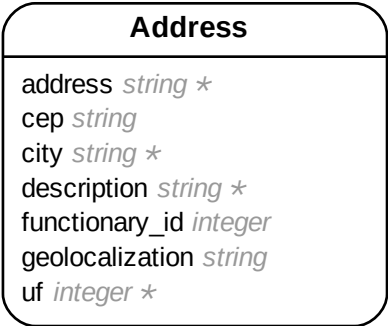 Address
address string *
cep string
city string *
description string *
functionary_id integer
geolocalization string
uf integer *